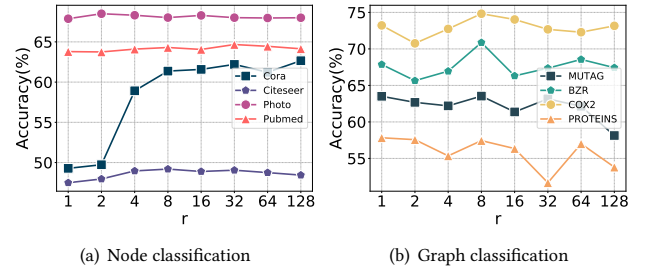 Accuracy(%)
65
60
55
50
Cora
Citeseer
Photo
Pubmed
1 2 4 8 16 32 64 128
r
(a) Node classification
Accuracy(%)
75
70
65
60
55
MUTAG
BZR
COX2
PROTEINS
1 2 4 8 16 32 64 128
r
(b) Graph classification